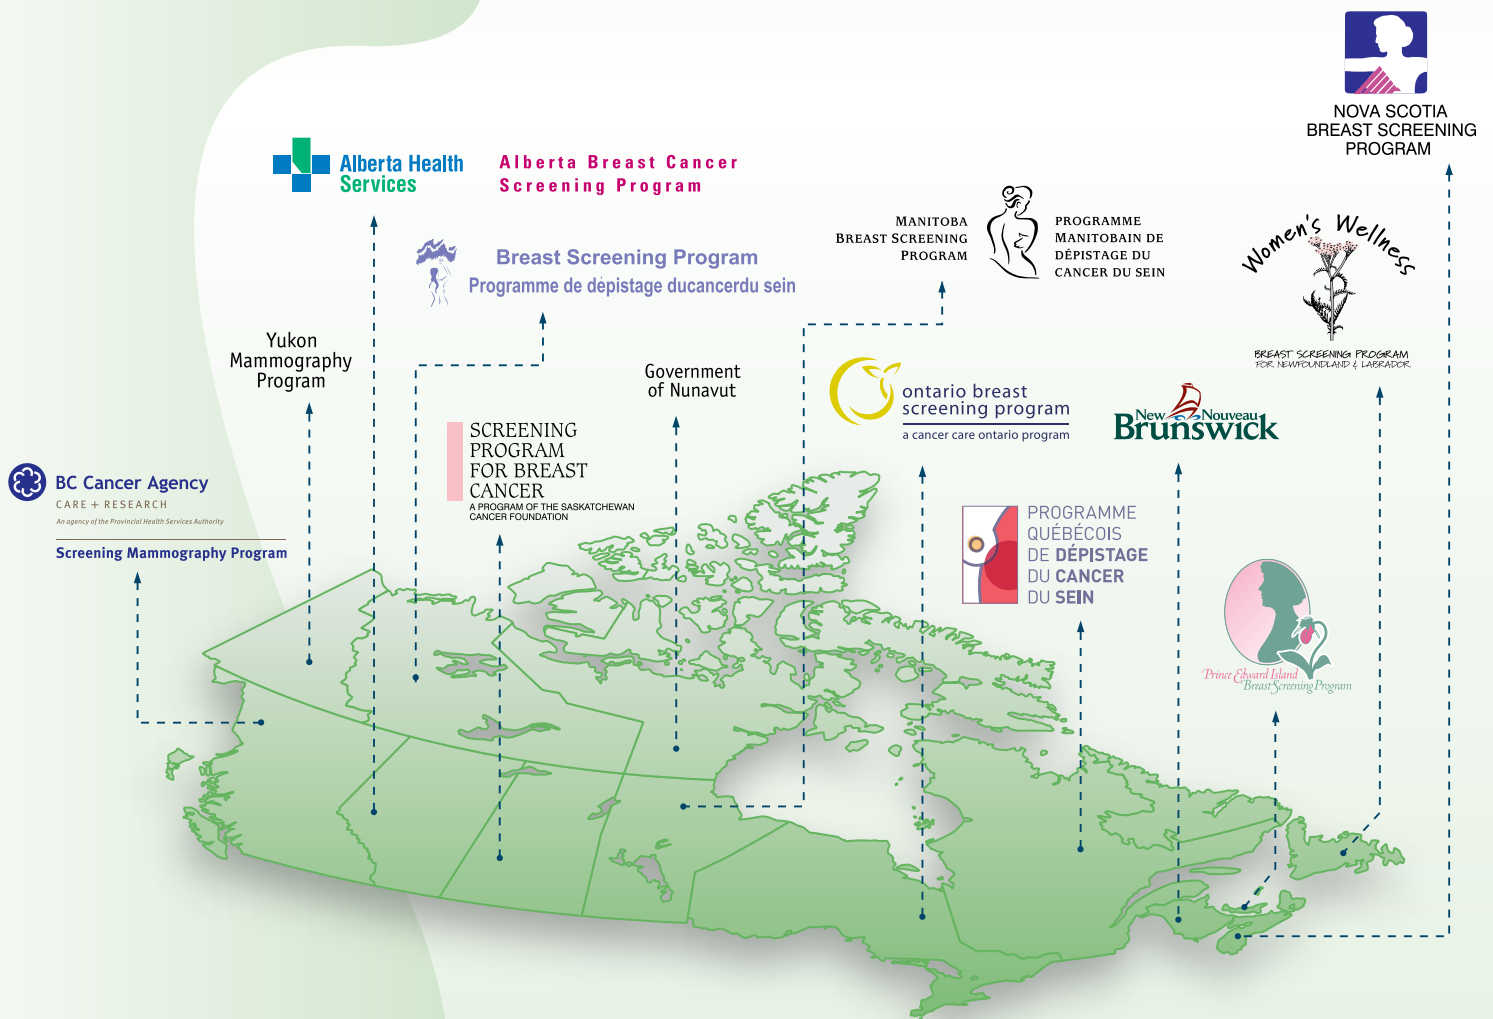 NOVA SCOTIA
BREAST SCREENING
PROGRAM
Alberta Health
Services
Alberta Breast Cancer
Screening Program
Breast Screening Program
Programme de dépistage ducancerdu sein
MANITOBA
BREAST SCREENING
PROGRAM
PROGRAMME
MANITOBAIN DE
DÉPISTAGE DU
CANCER DU SEIN
Women's Wellness
BREAST SCREENING PROGRAM
FOR NEWFOUNDLAND & LABRADOR
Yukon
Mammography
Program
Government
of Nunavut
ontario breast
screening program
a cancer care ontario program
New Nouveau
Brunswick
SCREENING
PROGRAM
FOR BREAST
CANCER
A PROGRAM OF THE SASKATCHEWAN
CANCER FOUNDATION
BC Cancer Agency
CARE + RESEARCH
An agency of the Provincial Health Services Authority
Screening Mammography Program
PROGRAMME
QUÉBÉCOIS
DE DÉPISTAGE
DU CANCER
DU SEIN
Prince Edward Island
Breast Screening Program